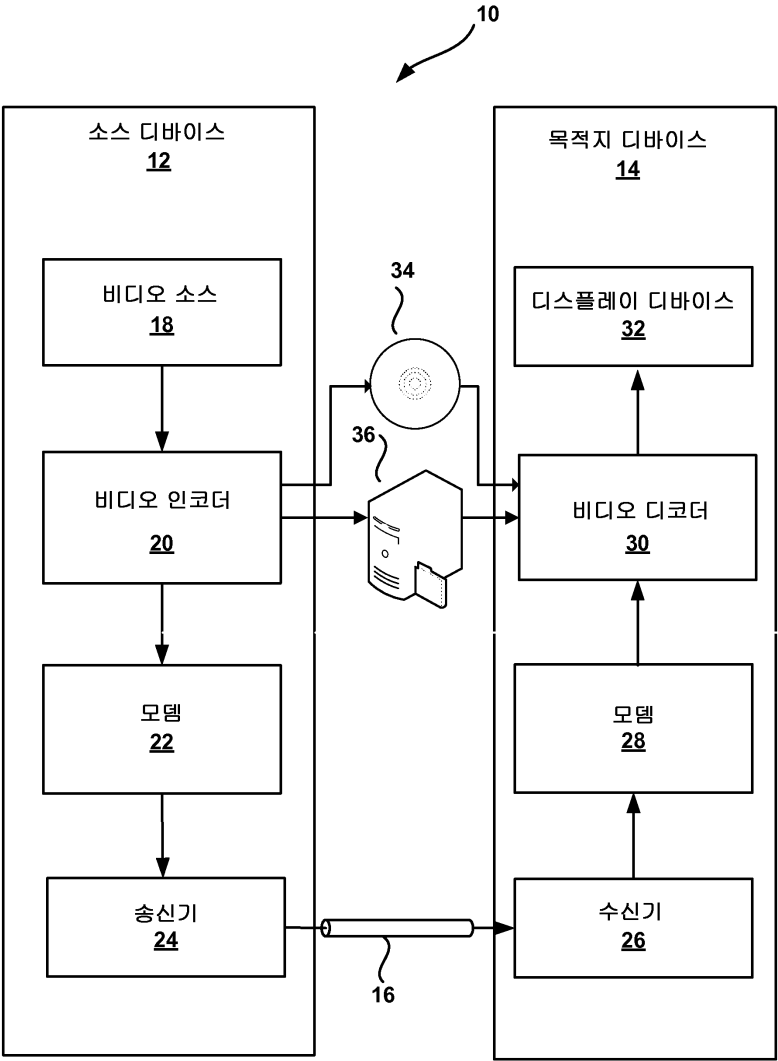 10
소스 디바이스
12
비디오 소스
18
비디오 인코더
20
모뎀
22
송신기
24
34
36
16
목적지 디바이스
14
디스플레이 디바이스
32
비디오 디코더
30
모뎀
28
수신기
26